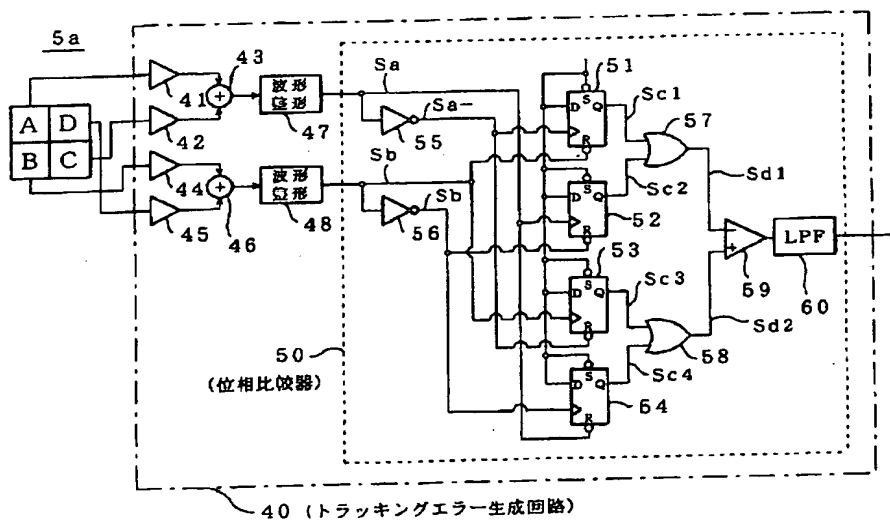 5a
A D
B C
41
42
43
44
45
46
波形
整形
47
波形
整形
48
Sa
Sa-
55
Sb
Sb
56
51
S
D Q
R
52
S
D Q
R
53
S
D Q
R
54
S
D Q
R
Sc1
Sc2
Sc3
Sc4
57
58
Sd1
Sd2
-
+
59
LPF
60
50
(位相比較器)
40 (トラッキングエラー生成回路)